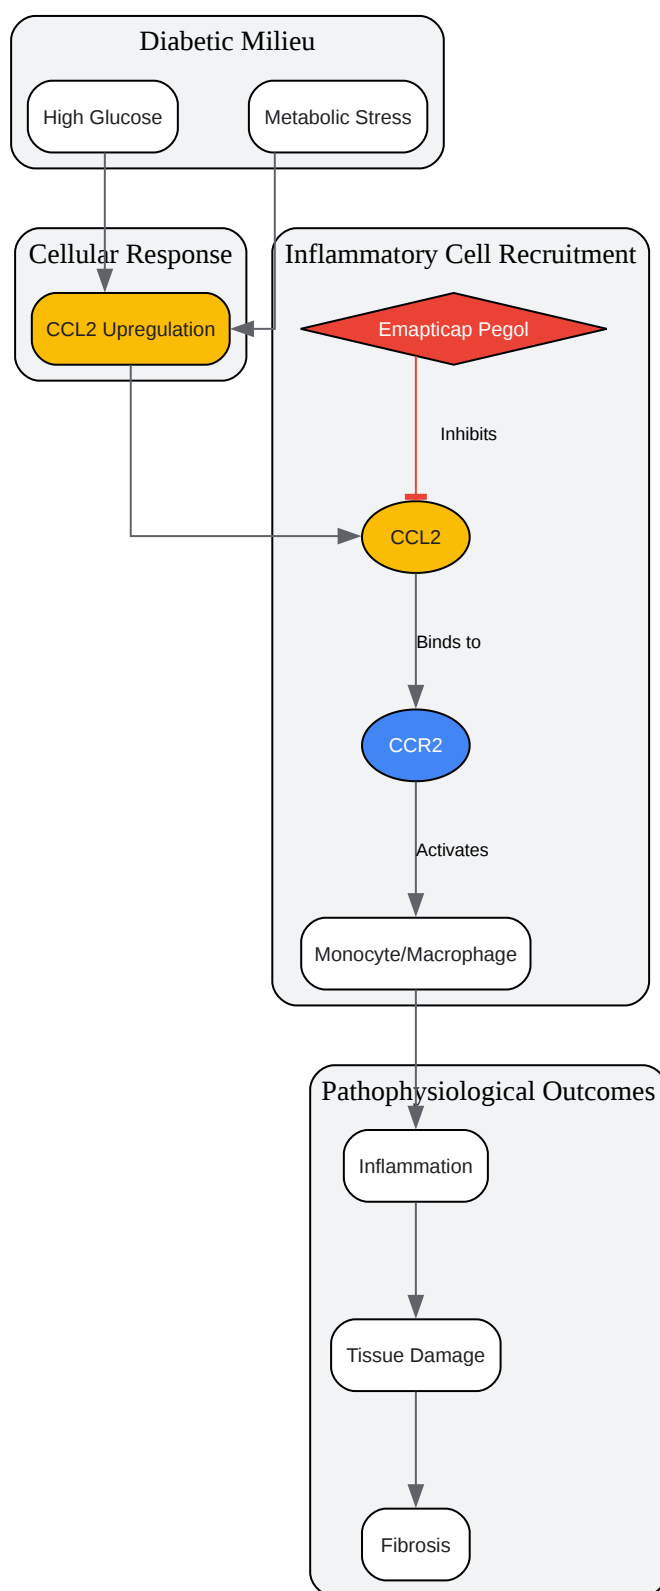 Diabetic Milieu
High Glucose
Metabolic Stress
Cellular Response
Inflammatory Cell Recruitment
CCL2 Upregulation
Emapticap Pegol
Inhibits
CCL2
Binds to
CCR2
Activates
Monocyte/Macrophage
Pathophysiological Outcomes
Inflammation
Tissue Damage
Fibrosis